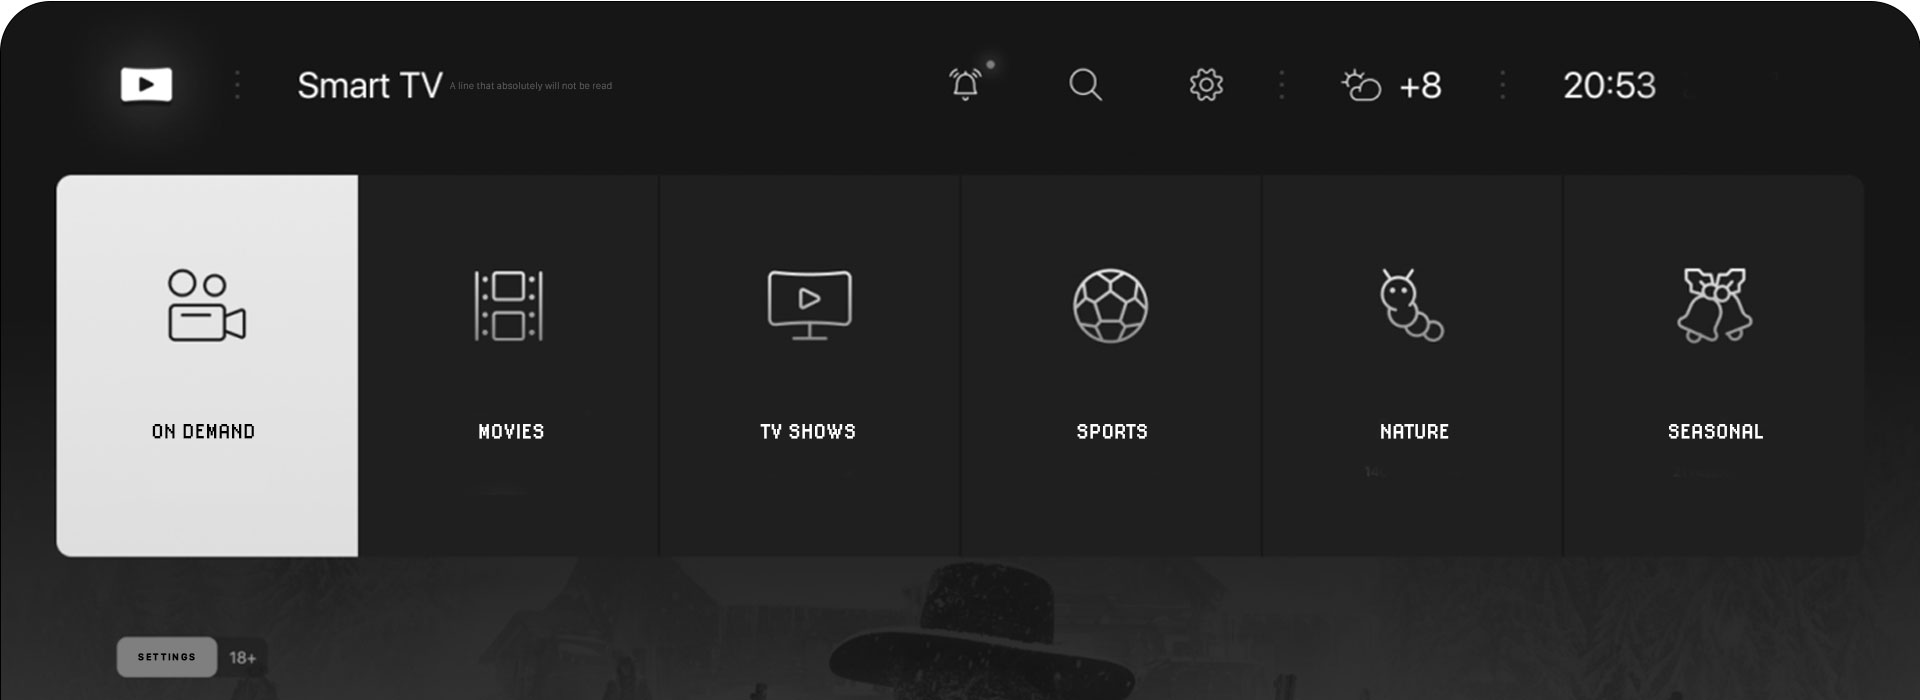 Smart TV A line that absolutely will not be read +8 20:53
ON DEMAND MOVIES TV SHOWS SPORTS NATURE SEASONAL
SETTINGS 18+